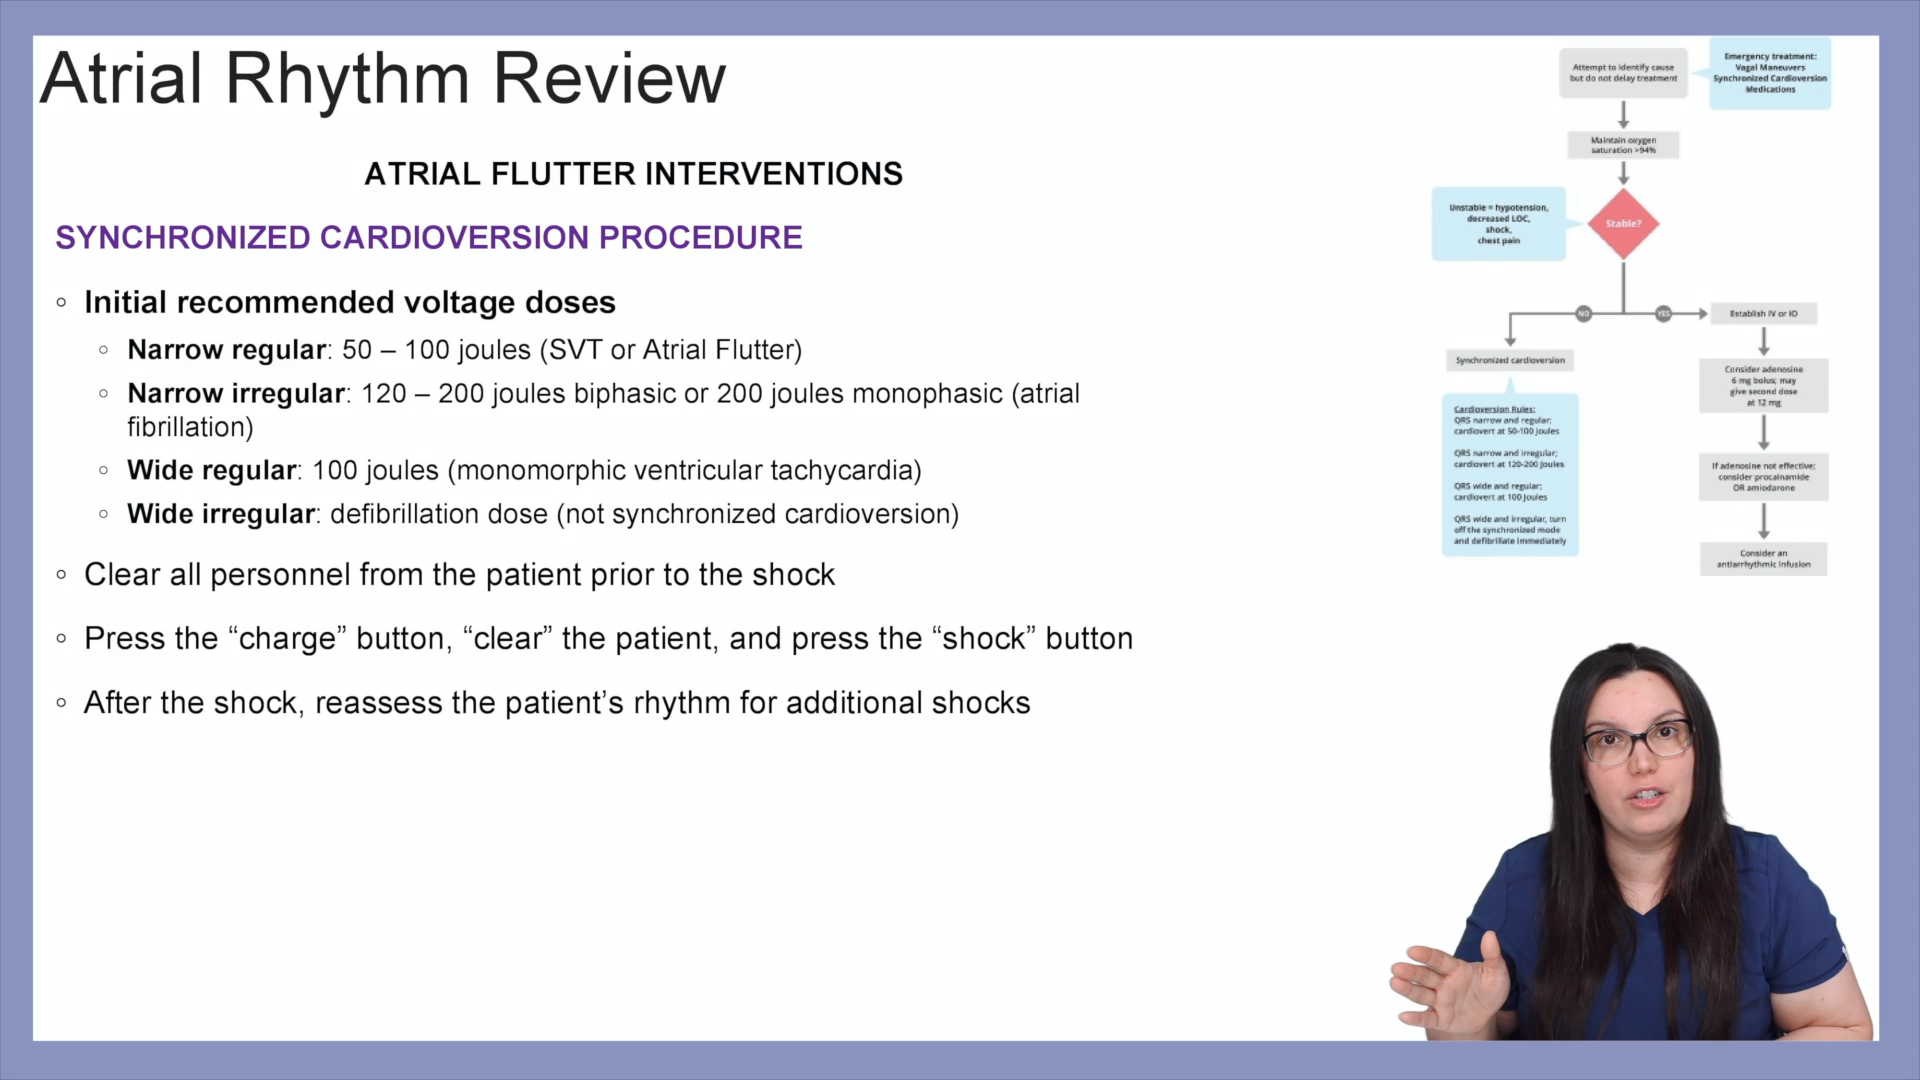 Atrial Rhythm Review
ATRIAL FLUTTER INTERVENTIONS
SYNCHRONIZED CARDIOVERSION PROCEDURE
◦ Initial recommended voltage doses
◦ Narrow regular: 50 – 100 joules (SVT or Atrial Flutter)
◦ Narrow irregular: 120 – 200 joules biphasic or 200 joules monophasic (atrial
fibrillation)
◦ Wide regular: 100 joules (monomorphic ventricular tachycardia)
◦ Wide irregular: defibrillation dose (not synchronized cardioversion)
◦ Clear all personnel from the patient prior to the shock
◦ Press the “charge” button, “clear” the patient, and press the “shock” button
◦ After the shock, reassess the patient’s rhythm for additional shocks
Attempt to identify cause
but do not delay treatment
Emergency treatment:
Vagal Maneuvers
Synchronized Cardioversion
Medications
Maintain oxygen
saturation >94%
Unstable = hypotension,
decreased LOC,
shock,
chest pain
Stable?
NO
YES
Establish IV or IO
Synchronized cardioversion
Cardioversion Rules:
QRS narrow and regular;
cardiovert at 50-100 Joules
QRS narrow and irregular;
cardiovert at 120-200 Joules
QRS wide and regular;
cardiovert at 100 Joules
QRS wide and irregular, turn
off the synchronized mode
and defibrillate immediately
Consider adenosine
6 mg bolus; may
give second dose
at 12 mg
If adenosine not effective;
consider procainamide
OR amiodarone
Consider an
antiarrhythmic infusion